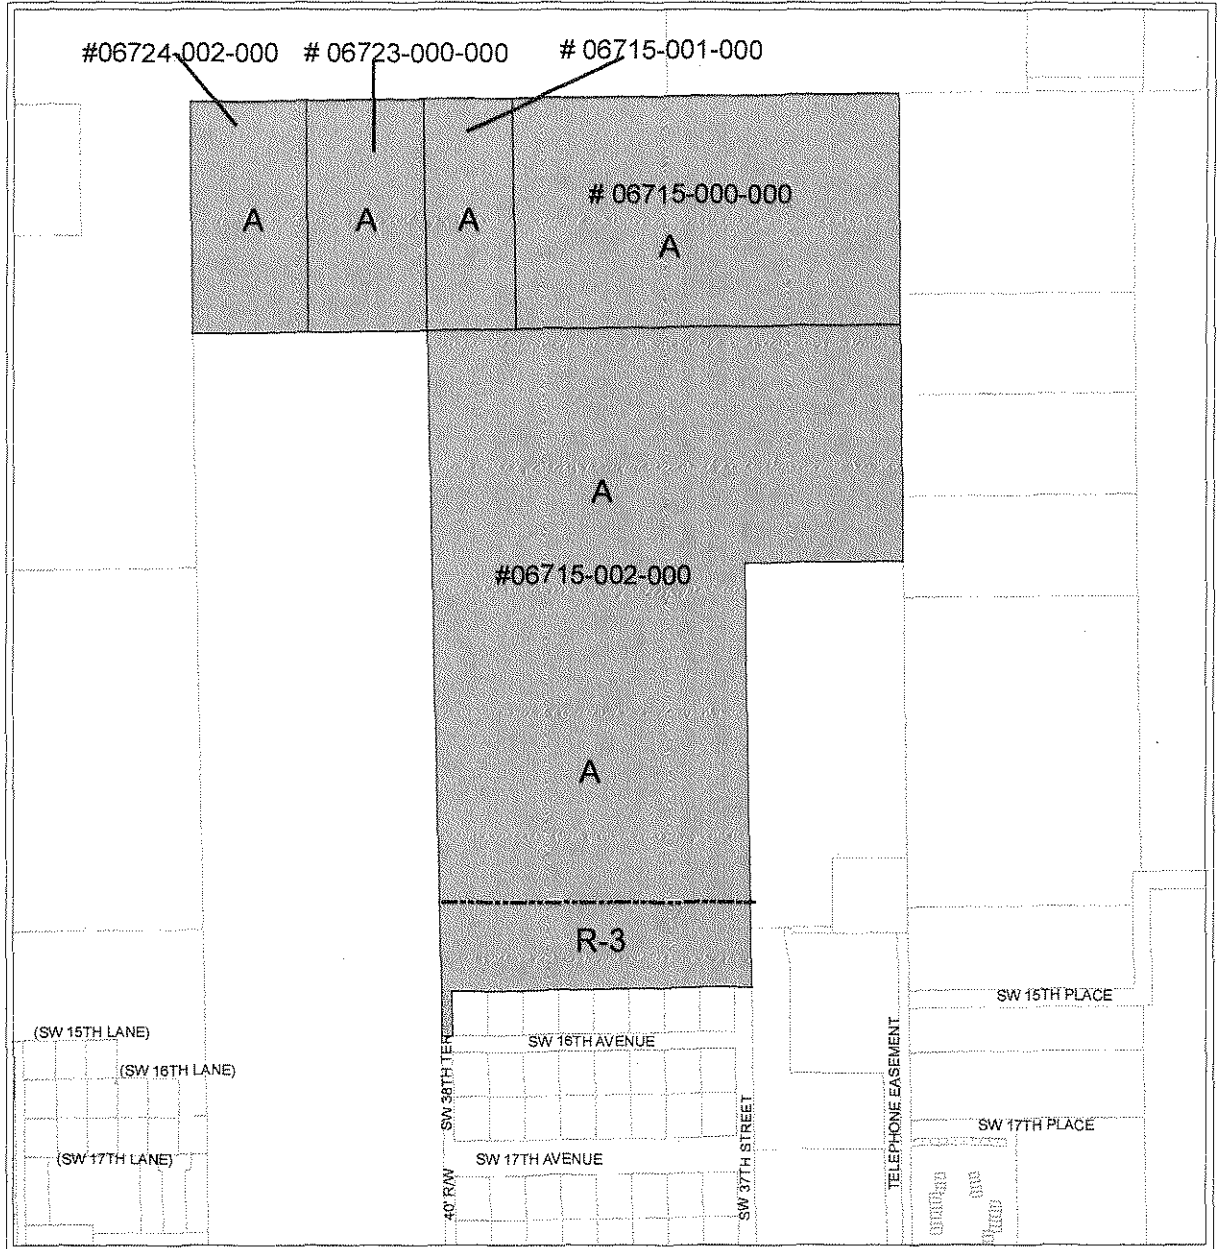 #06724-002-000
# 06723-000-000
# 06715-001-000
# 06715-000-000
A
A
A
A
A
#06715-002-000
A
R-3
(SW 15TH LANE)
(SW 16TH LANE)
(SW 17TH LANE)
SW 16TH AVENUE
SW 17TH AVENUE
40' R/W
SW 38TH TER
SW 37TH STREET
TELEPHONE EASEMENT
SW 15TH PLACE
SW 17TH PLACE